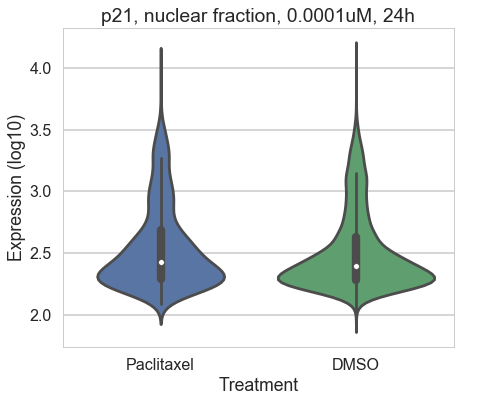 p21, nuclear fraction, 0.0001uM, 24h
Expression (log10)
4.0
3.5
3.0
2.5
2.0
Paclitaxel
DMSO
Treatment